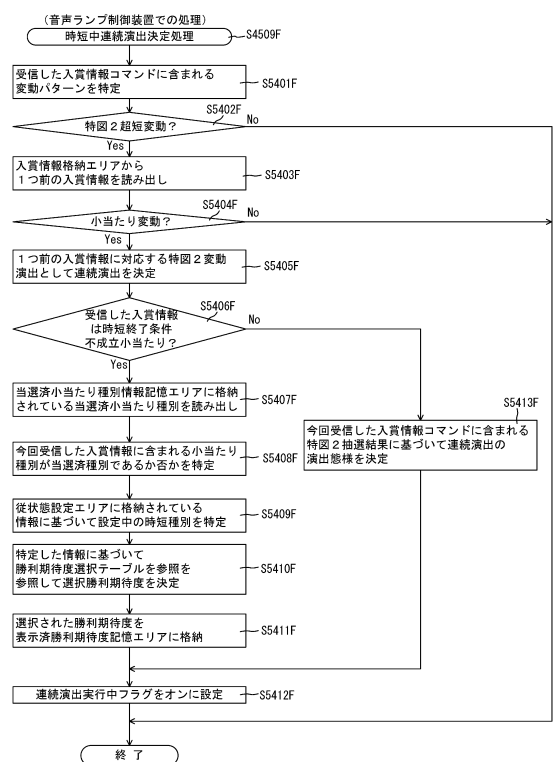 (音声ランプ制御装置での処理)
時短中連続演出決定処理
S4509F
受信した入賞情報コマンドに含まれる
変動パターンを特定
S5401F
S5402F
特図2超短変動?
No
Yes
入賞情報格納エリアから
1つ前の入賞情報を読み出し
S5403F
S5404F
小当たり変動?
No
Yes
1つ前の入賞情報に対応する特図2変動
演出として連続演出を決定
S5405F
S5406F
受信した入賞情報
は時短終了条件
不成立小当たり?
No
Yes
当選済小当たり種別情報記憶エリアに格納
されている当選済小当たり種別を読み出し
S5407F
S5413F
今回受信した入賞情報コマンドに含まれる
特図2抽選結果に基づいて連続演出の
演出態様を決定
今回受信した入賞情報に含まれる小当たり
種別が当選済種別であるか否かを特定
S5408F
従状態設定エリアに格納されている
情報に基づいて設定中の時短種別を特定
S5409F
特定した情報に基づいて
勝利期待度選択テーブルを参照を
参照して選択勝利期待度を決定
S5410F
選択された勝利期待度を
表示済勝利期待度記憶エリアに格納
S5411F
連続演出実行中フラグをオンに設定
S5412F
終了